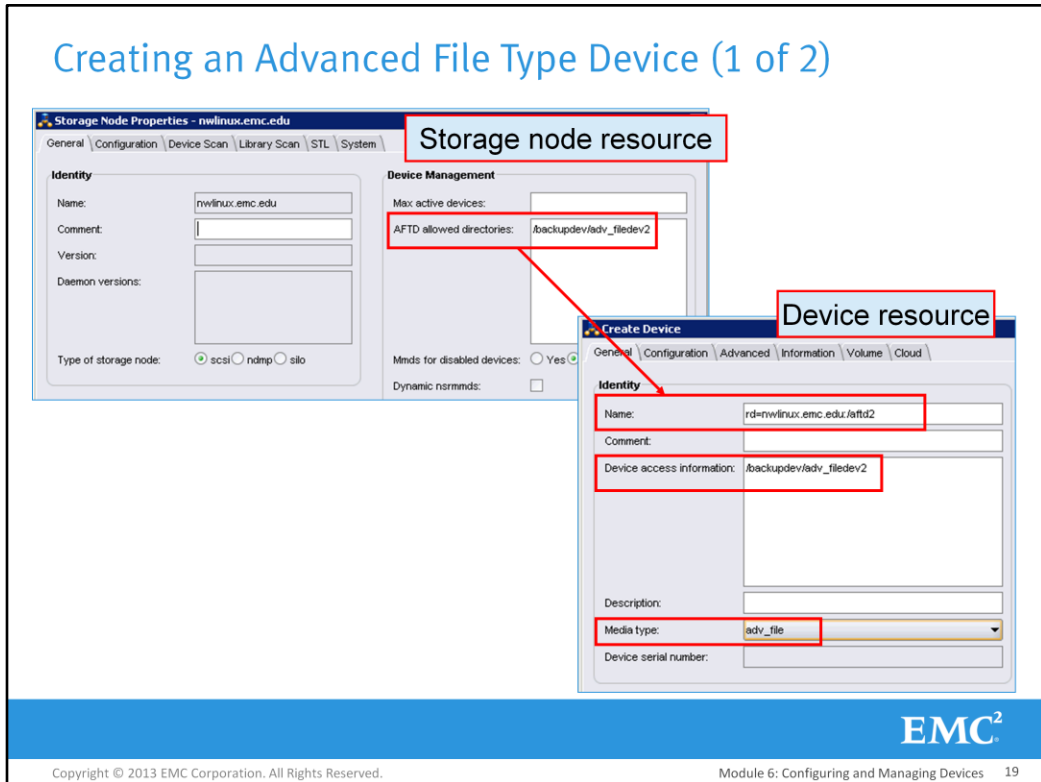 Creating an Advanced File Type Device (1 of 2)
Storage Node Properties - nwlinux.emc.edu
Storage node resource
General Configuration Device Scan Library Scan STL System
Identity
Name: nwlinux.emc.edu
Comment:
Version:
Daemon versions:
Type of storage node: scsi ndmp silo
Device Management
Max active devices:
AFTD allowed directories: /backupdev/adv_filedev2
Mmds for disabled devices: Yes
Dynamic nsrmmds:
Device resource
Create Device
General Configuration Advanced Information Volume Cloud
Identity
Name: rd=nwlinux.emc.edu:/aftd2
Comment:
Device access information: /backupdev/adv_filedev2
Description:
Media type: adv_file
Device serial number:
EMC²
Copyright © 2013 EMC Corporation. All Rights Reserved.
Module 6: Configuring and Managing Devices 19